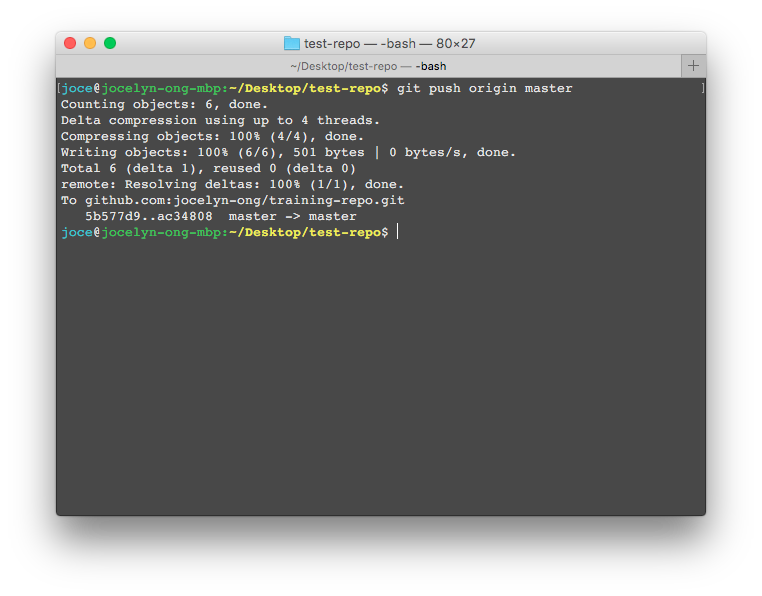 test-repo — -bash — 80×27
~/Desktop/test-repo — -bash
[joce@jocelyn-ong-mbp:~/Desktop/test-repo$ git push origin master ]
Counting objects: 6, done.
Delta compression using up to 4 threads.
Compressing objects: 100% (4/4), done.
Writing objects: 100% (6/6), 501 bytes | 0 bytes/s, done.
Total 6 (delta 1), reused 0 (delta 0)
remote: Resolving deltas: 100% (1/1), done.
To github.com:jocelyn-ong/training-repo.git
   5b577d9..ac34808  master -> master
joce@jocelyn-ong-mbp:~/Desktop/test-repo$